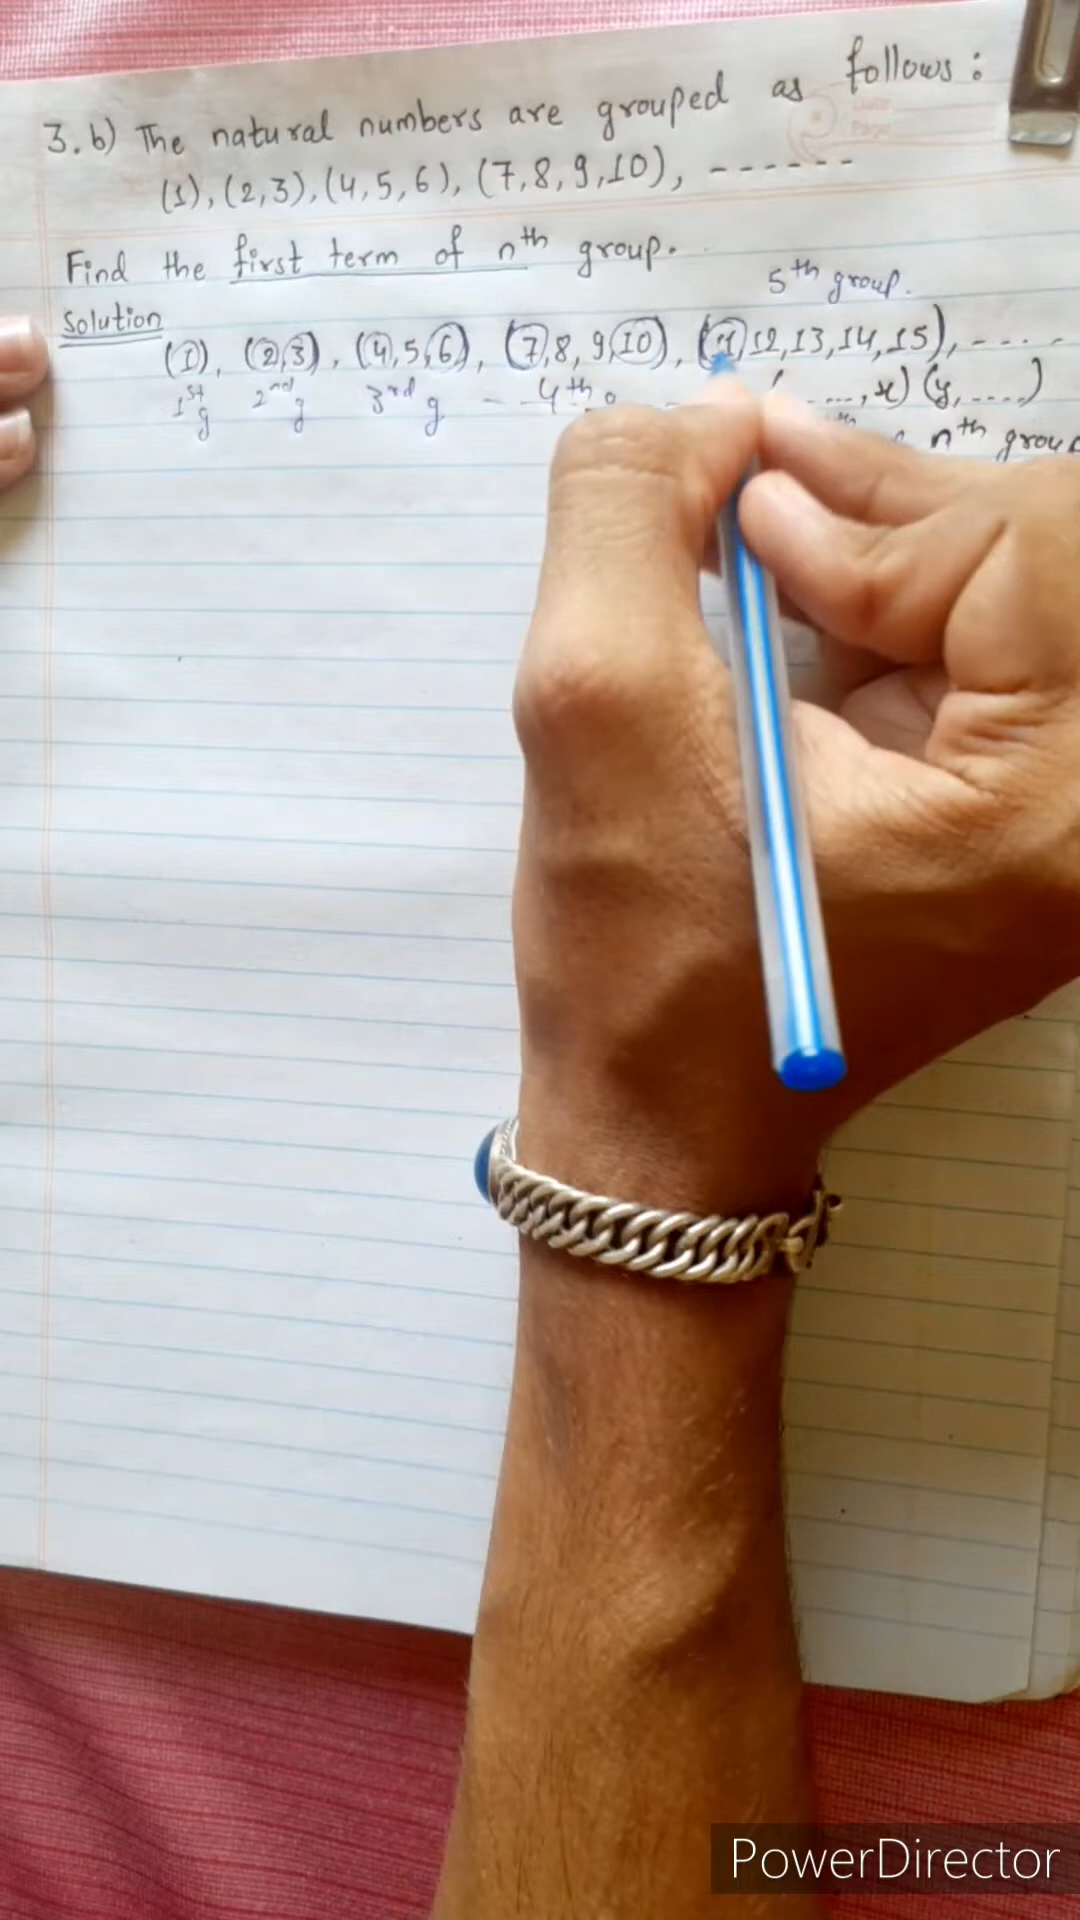 3.b) The natural numbers are grouped as follows:
(1), (2,3), (4,5,6), (7,8,9,10), ------
Find the first term of nth group.
5th group.
Solution
(1), (2,3), (4,5,6), (7,8,9,10), (11,12,13,14,15), ----
1st g 2nd g 3rd g - - 4th g - ( ...., x) (y, ....)
nth group
PowerDirector